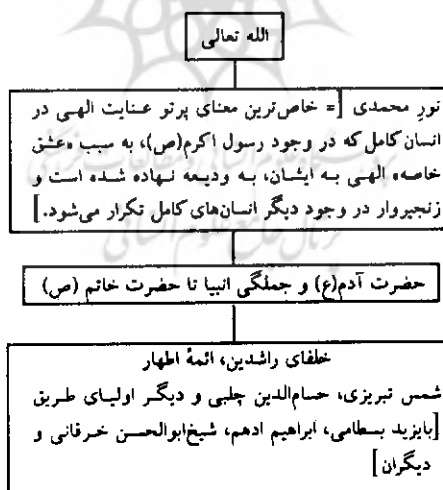 الله تعالی
نورِ محمدی [= خاص‌ترین معنای پرتو عنایت الهی در
انسان کامل که در وجود رسول اکرم(ص)، به سبب «عشق
خاصه» الهی به ایشان، به ودیعه نهاده شده است و
زنجیروار در وجود دیگر انسان‌های کامل تکرار می‌شود.]
حضرت آدم(ع) و جملگی انبیا تا حضرت خاتم (ص)
خلفای راشدین، ائمۀ اطهار
شمس تبریزی، حسام‌الدین چلبی و دیگر اولیای طریق
[بایزید بسطامی، ابراهیم ادهم، شیخ‌ابوالحسن خرقانی و
دیگران]